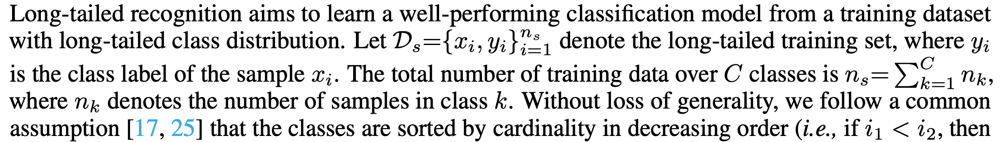 Long-tailed recognition aims to learn a well-performing classification model from a training dataset
with long-tailed class distribution. Let $\mathcal{D}_s=\{x_i, y_i\}_{i=1}^{n_s}$ denote the long-tailed training set, where $y_i$
is the class label of the sample $x_i$. The total number of training data over $C$ classes is $n_s=\sum_{k=1}^{C} n_k$,
where $n_k$ denotes the number of samples in class $k$. Without loss of generality, we follow a common
assumption [17, 25] that the classes are sorted by cardinality in decreasing order (i.e., if $i_1 < i_2$, then